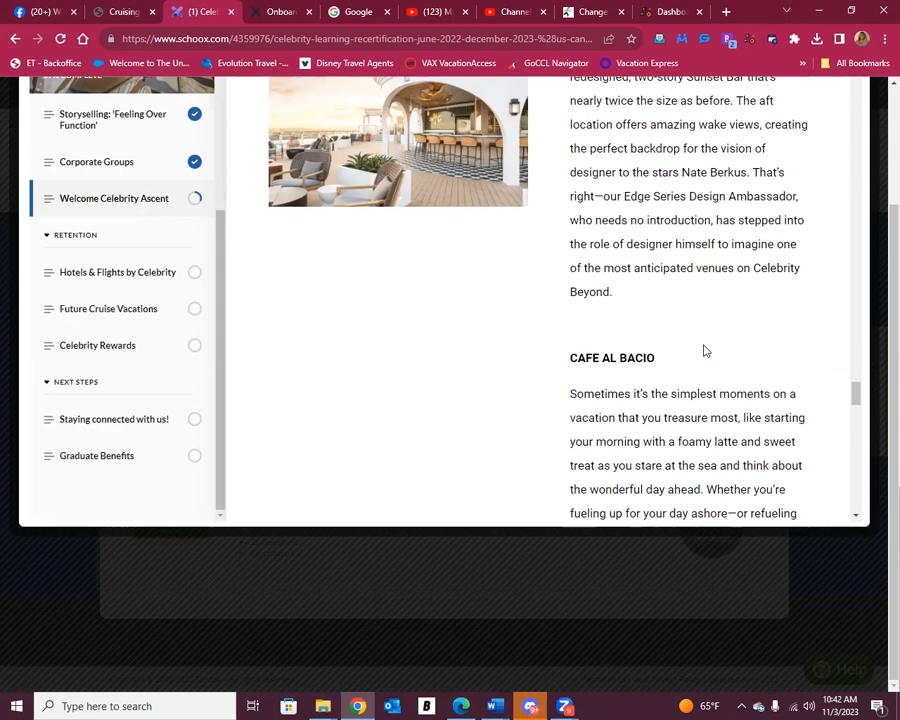 (20+) W
Cruising
(1) Cele
Onboar
Google
(123) M
Channel
Change
Dashbo
https://www.schoox.com/4359976/celebrity-learning-recertification-june-2022-december-2023-%28us-can...
ET - Backoffice
Welcome to The Un...
Evolution Travel -...
Disney Travel Agents
VAX VacationAccess
GoCCL Navigator
Vacation Express
»
All Bookmarks
Storyselling: 'Feeling Over
Function'
Corporate Groups
Welcome Celebrity Ascent
RETENTION
Hotels & Flights by Celebrity
Future Cruise Vacations
Celebrity Rewards
NEXT STEPS
Staying connected with us!
Graduate Benefits
redesigned, two-story Sunset Bar that's
nearly twice the size as before. The aft
location offers amazing wake views, creating
the perfect backdrop for the vision of
designer to the stars Nate Berkus. That's
right—our Edge Series Design Ambassador,
who needs no introduction, has stepped into
the role of designer himself to imagine one
of the most anticipated venues on Celebrity
Beyond.
CAFE AL BACIO
Sometimes it's the simplest moments on a
vacation that you treasure most, like starting
your morning with a foamy latte and sweet
treat as you stare at the sea and think about
the wonderful day ahead. Whether you're
fueling up for your day ashore—or refueling
Help
Type here to search
65°F
10:42 AM
11/3/2023